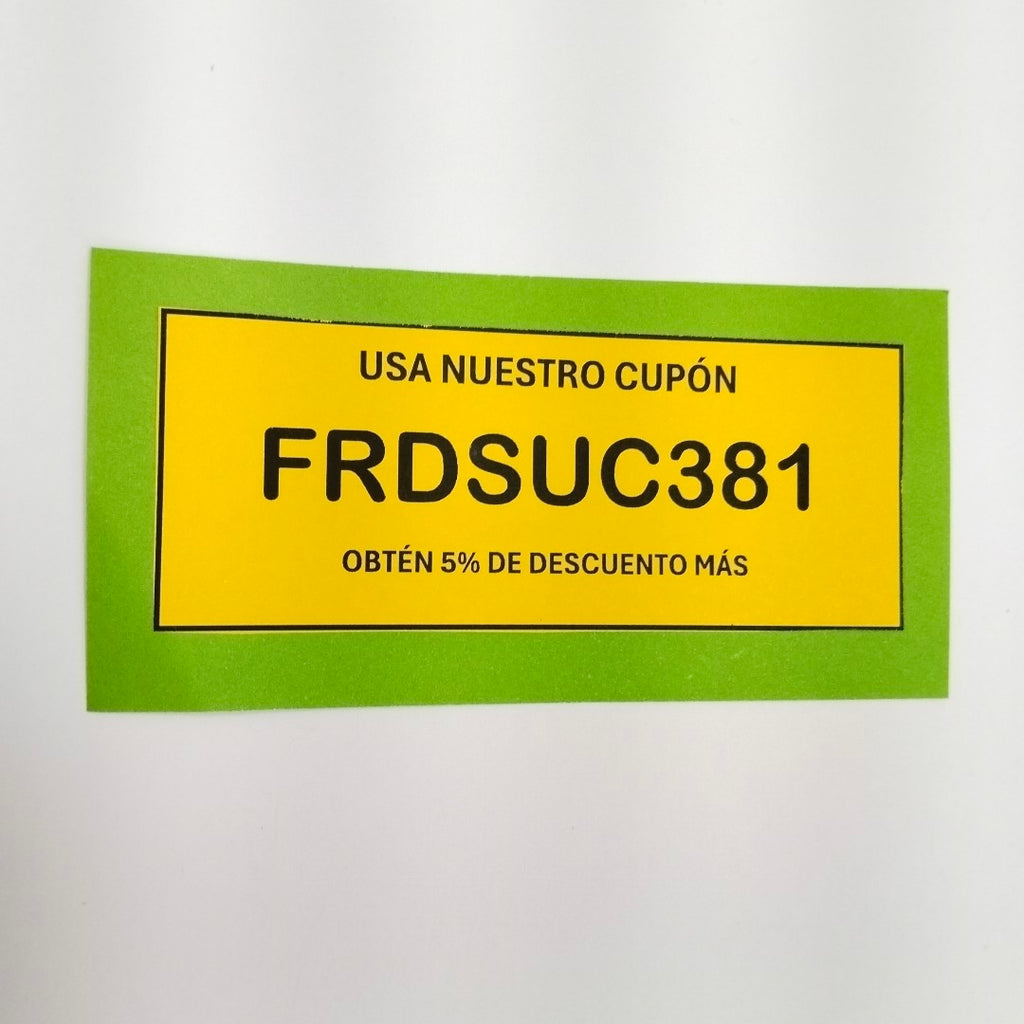 USA NUESTRO CUPÓN
FRDSUC381
OBTÉN 5% DE DESCUENTO MÁS